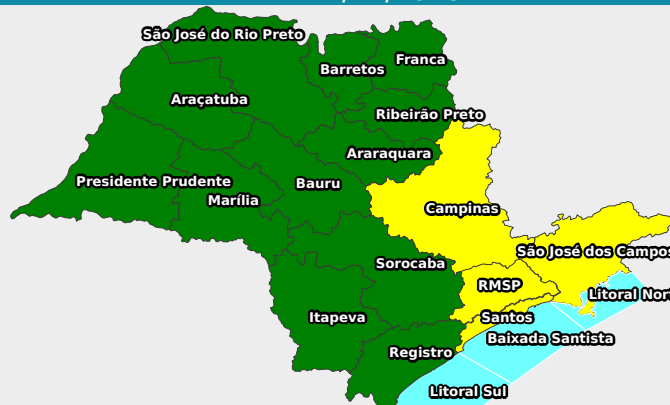 São José do Rio Preto
Franca
Barretos
Araçatuba
Ribeirão Preto
Araraquara
Presidente Prudente
Bauru
Marília
Campinas
São José dos Campos
Sorocaba
RMSP
Litoral Nor
Itapeva
Santos
Baixada Santista
Registro
Litoral Sul